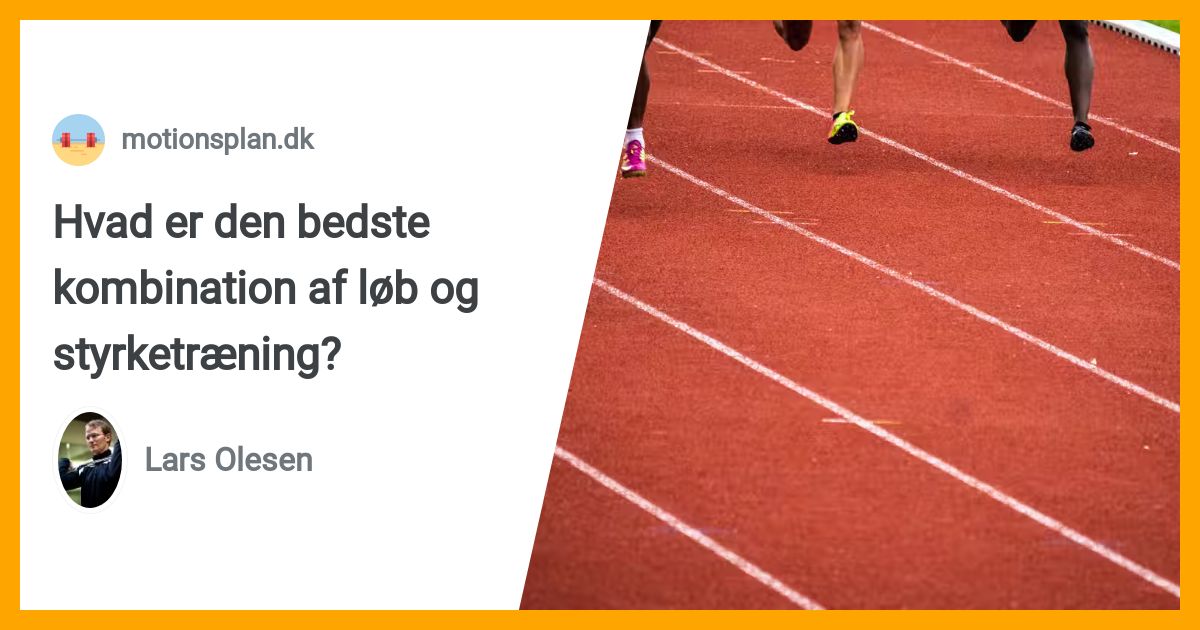 motionsplan.dk
Hvad er den bedste
kombination af løb og
styrketræning?
Lars Olesen